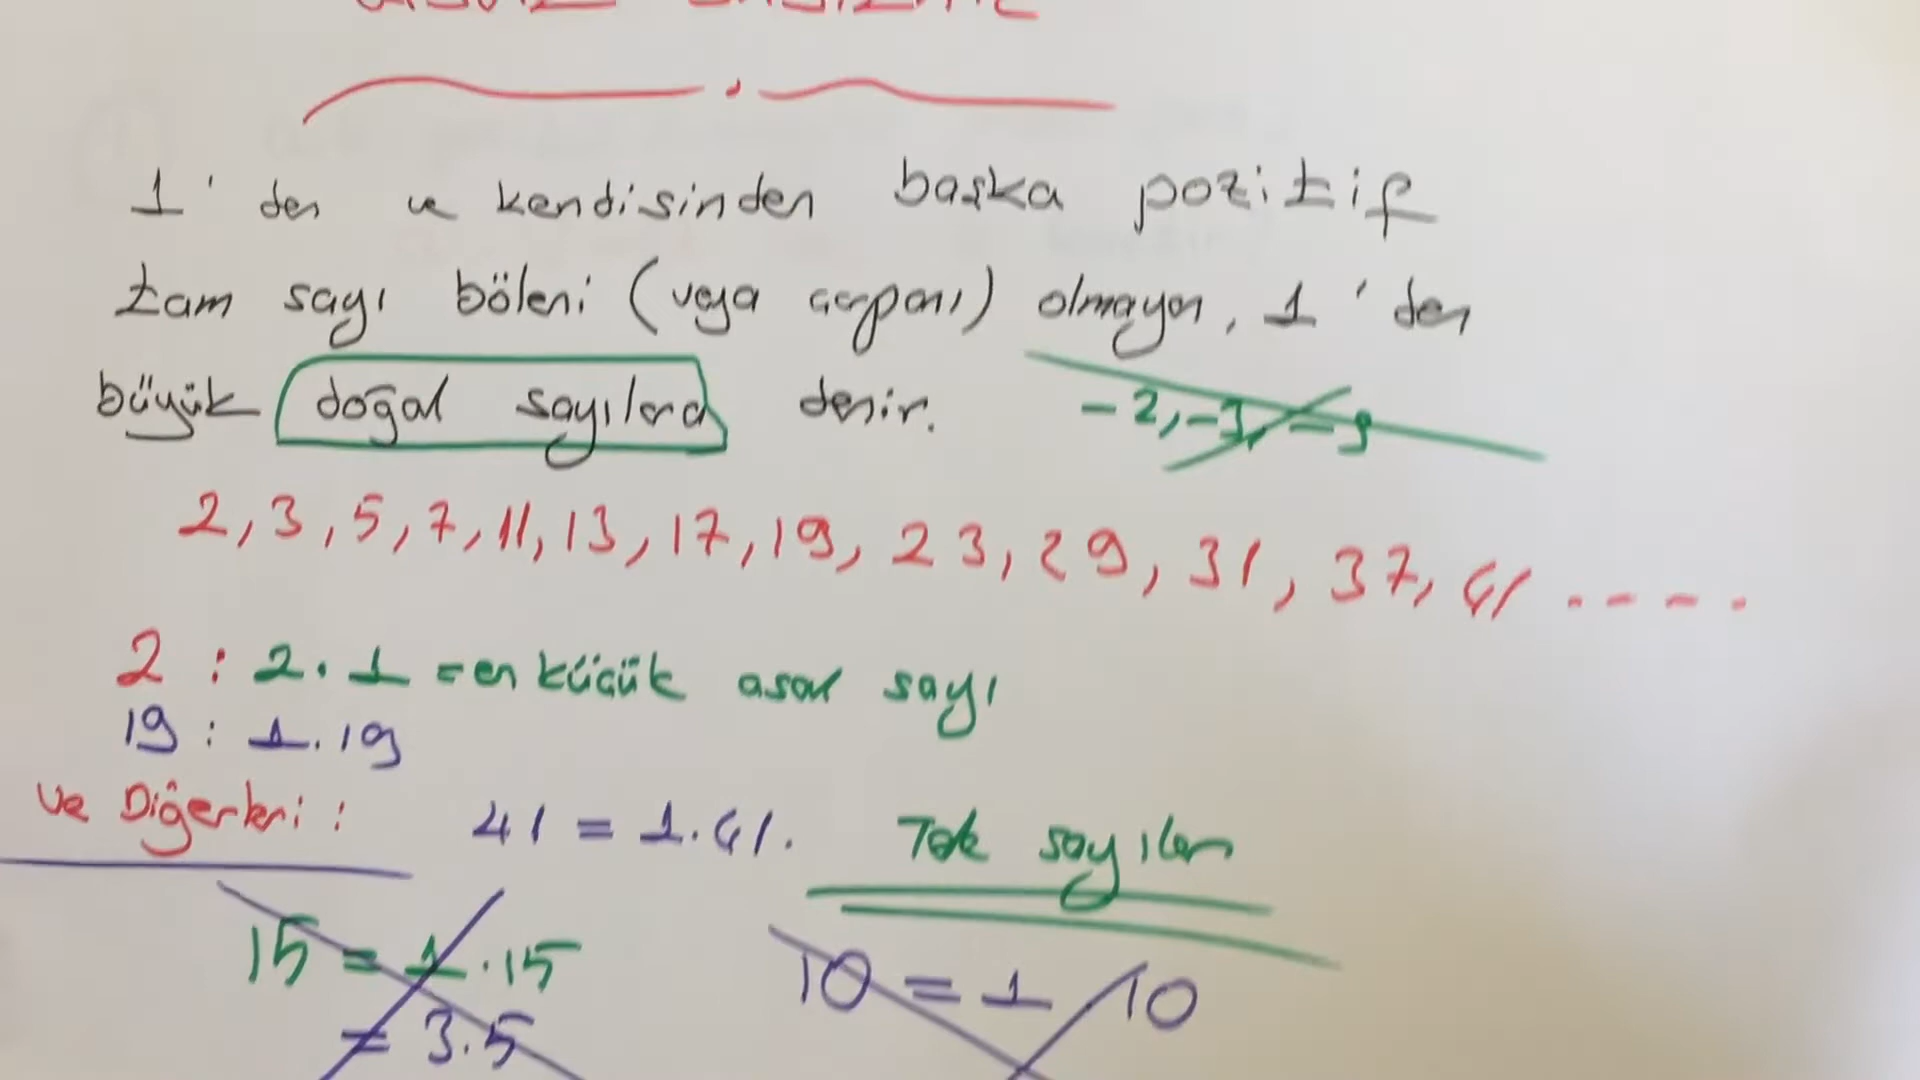 1'den ve kendisinden başka pozitif
tam sayı böleni (veya çarpanı) olmayan, 1'den
büyük doğal sayılara denir. -2, -3, -9
2, 3, 5, 7, 11, 13, 17, 19, 23, 29, 31, 37, 41 ----.
2 : 2.1 = en küçük asal sayı
19 : 1.19
ve Diğerleri : 41 = 1.41. Tek sayılar
15 = 1.15 10 = 1 10
= 3.5